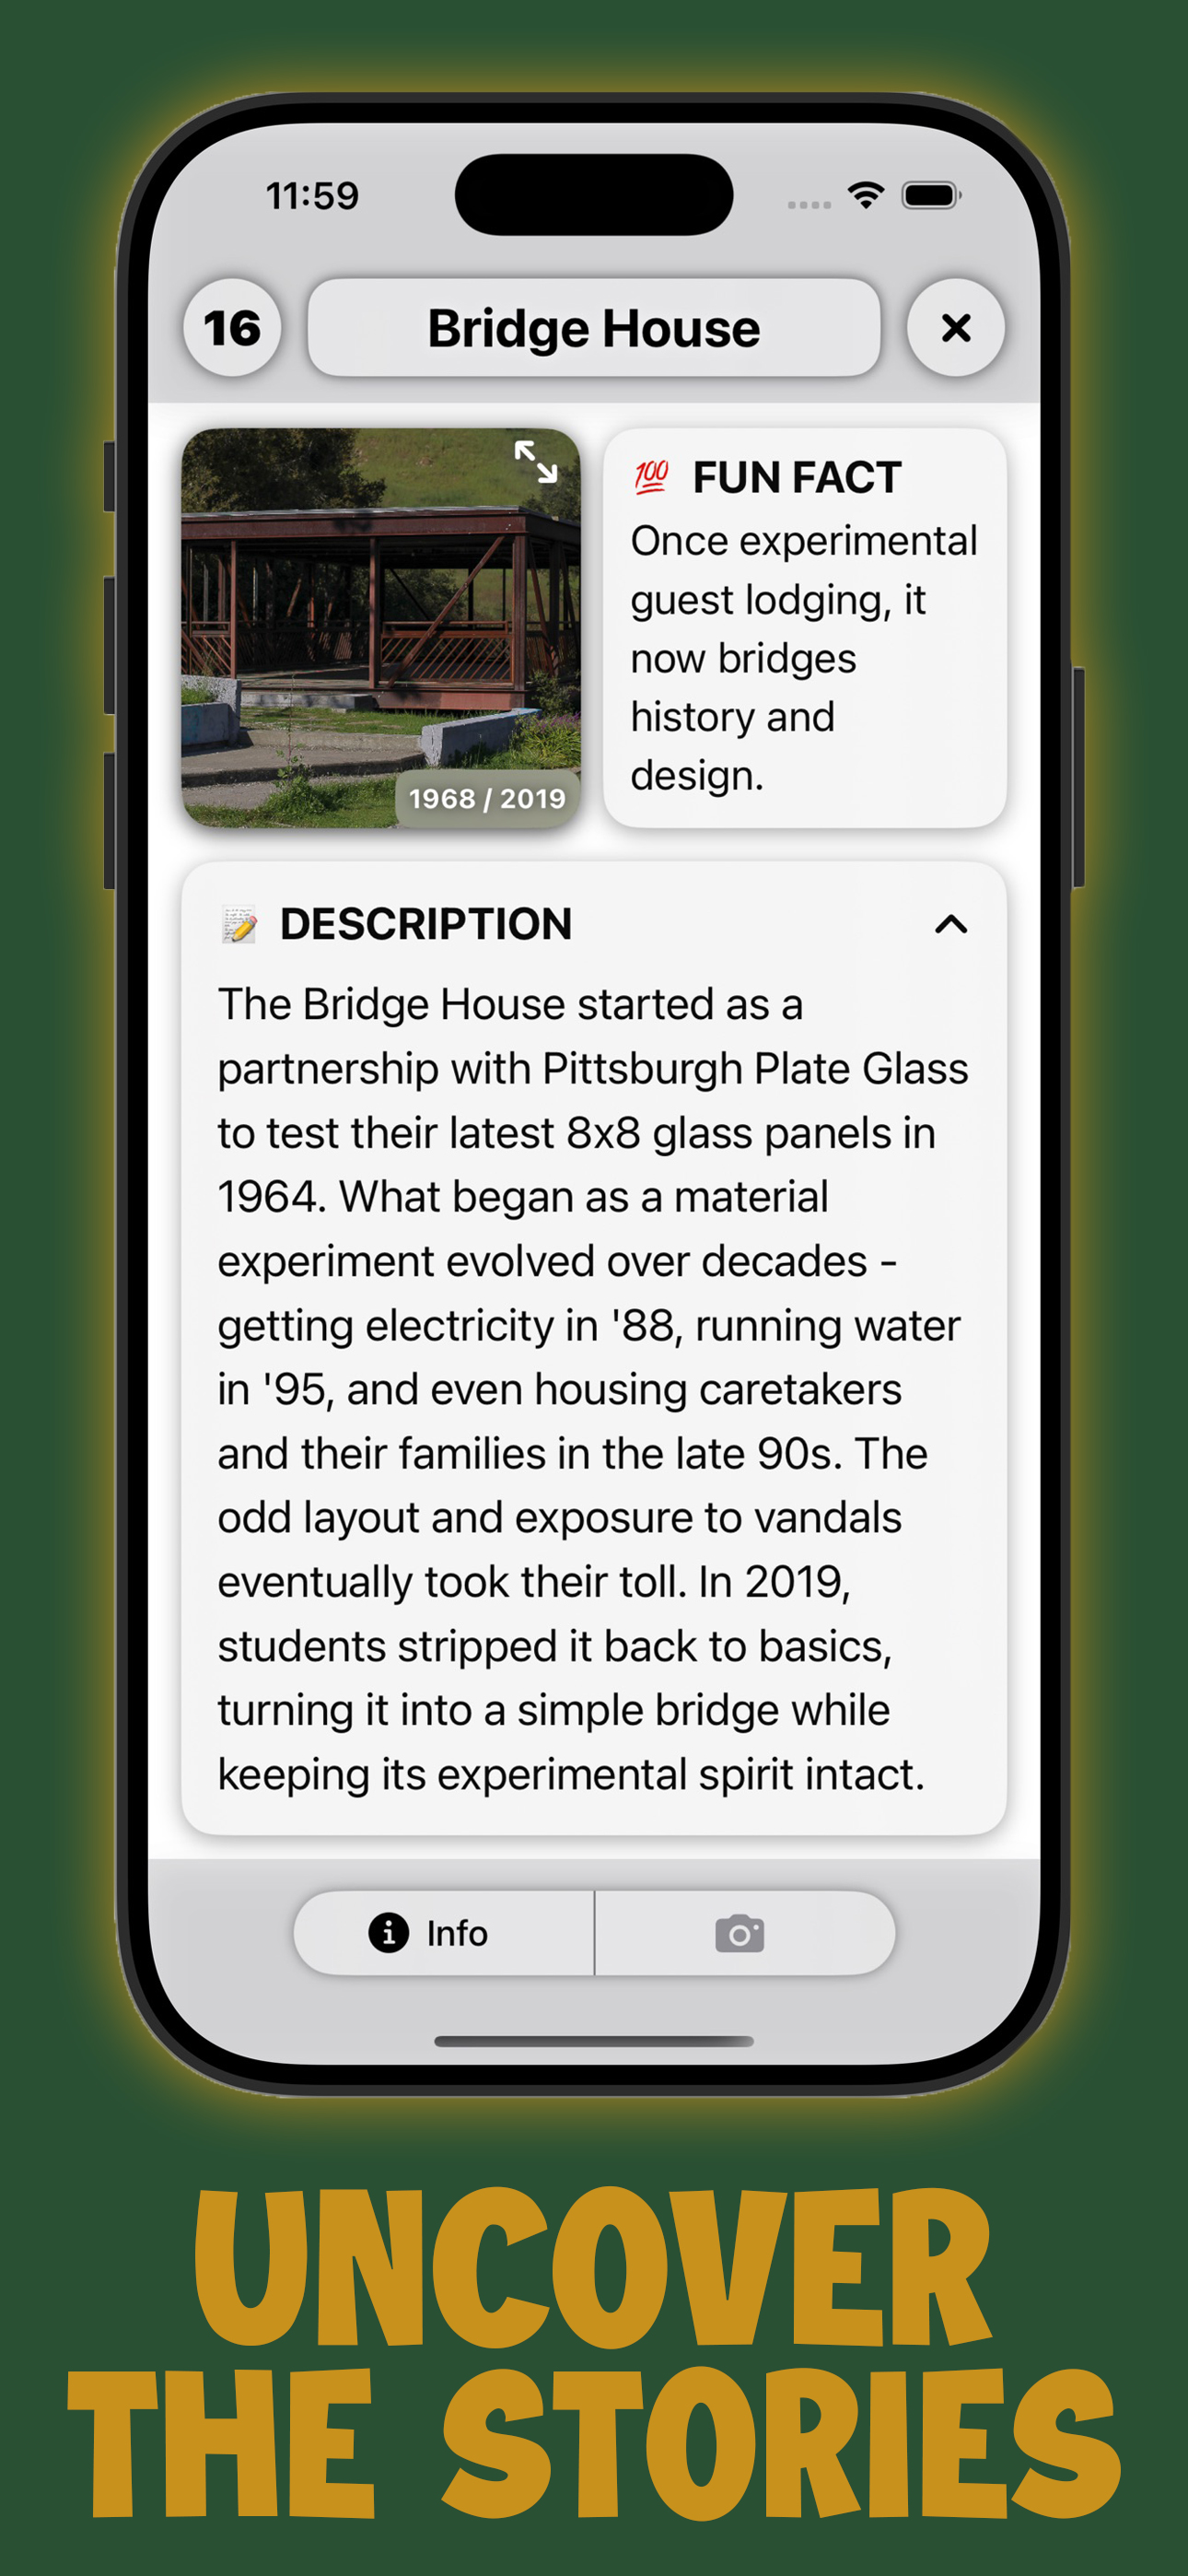 11:59
16
Bridge House
1968 / 2019
💯 FUN FACT
Once experimental
guest lodging, it
now bridges
history and
design.
📝 DESCRIPTION
The Bridge House started as a
partnership with Pittsburgh Plate Glass
to test their latest 8x8 glass panels in
1964. What began as a material
experiment evolved over decades -
getting electricity in '88, running water
in '95, and even housing caretakers
and their families in the late 90s. The
odd layout and exposure to vandals
eventually took their toll. In 2019,
students stripped it back to basics,
turning it into a simple bridge while
keeping its experimental spirit intact.
Info
UNCOVER
THE STORIES